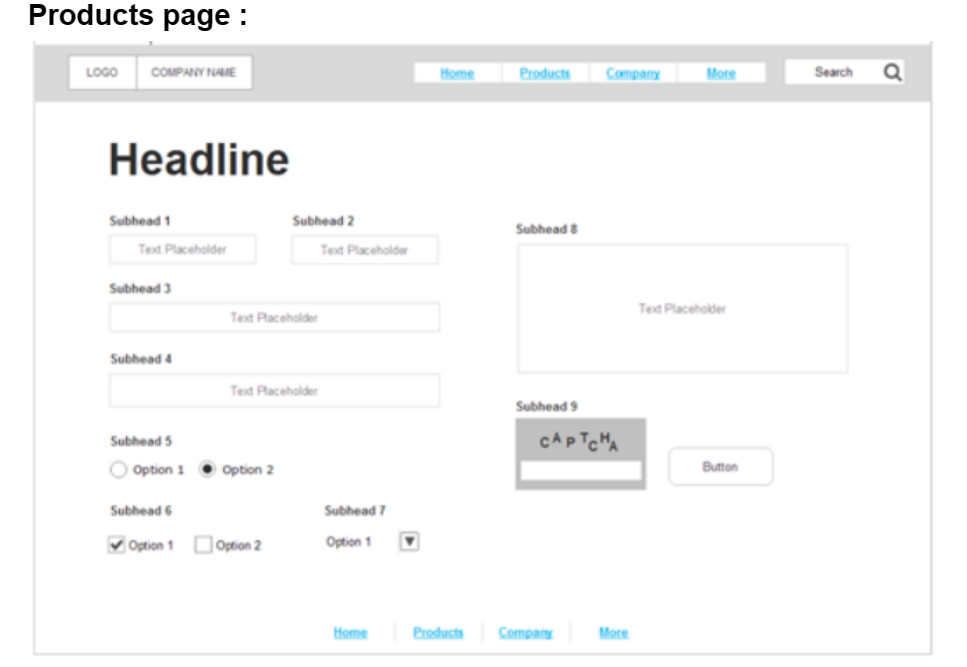 Products page :
LOGO COMPANY NAME Home Products Company More Search
Headline
Subhead 1 Subhead 2
Text Placeholder Text Placeholder
Subhead 3
Text Placeholder
Subhead 4
Text Placeholder
Subhead 5
Option 1 Option 2
Subhead 6 Subhead 7
Option 1 Option 2 Option 1
Subhead 8
Text Placeholder
Subhead 9
CAPTCHA
Button
Home Products Company More